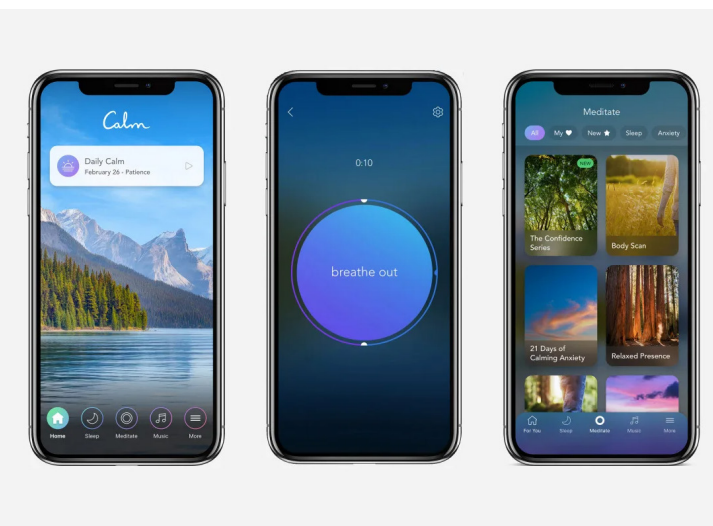 Calm
Daily Calm
February 26 - Patience
Home
Sleep
Meditate
Music
More
0:10
breathe out
Meditate
All
My
New
Sleep
Anxiety
NEW
The Confidence
Series
Body Scan
21 Days of
Calming Anxiety
Relaxed Presence
For You
Sleep
Meditate
Music
More